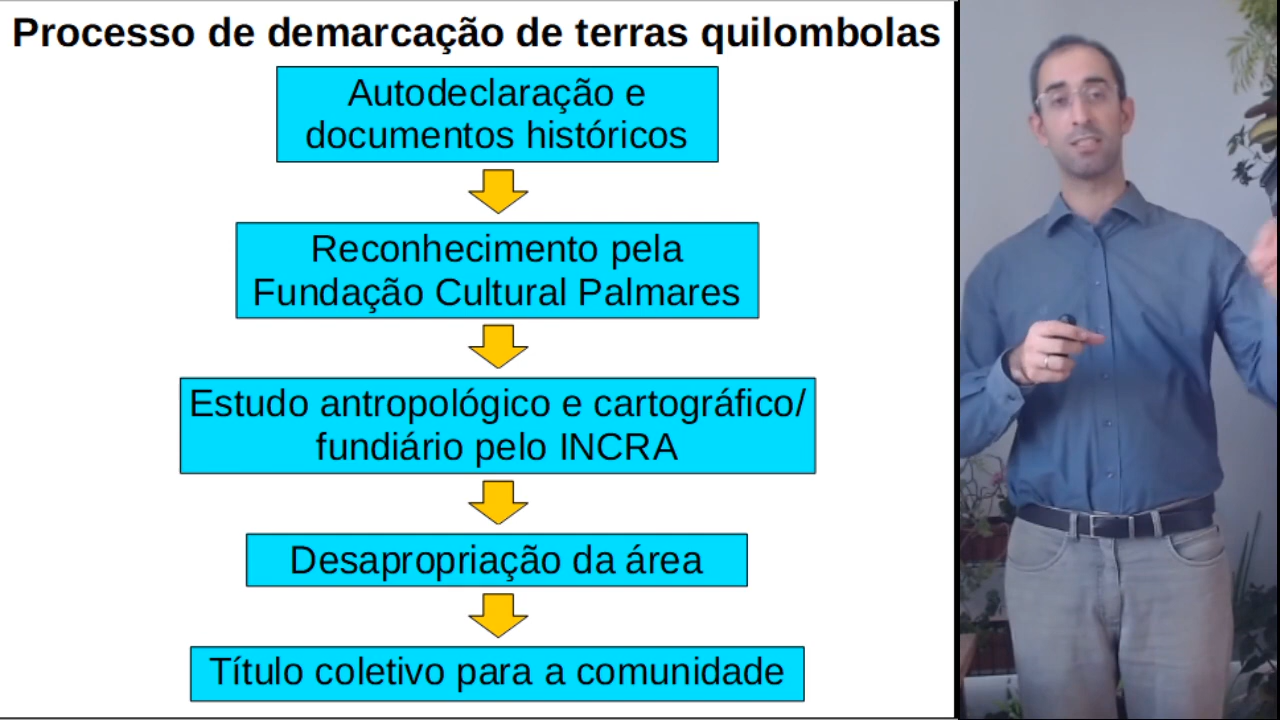 Processo de demarcação de terras quilombolas
Autodeclaração e
documentos históricos
Reconhecimento pela
Fundação Cultural Palmares
Estudo antropológico e cartográfico/
fundiário pelo INCRA
Desapropriação da área
Título coletivo para a comunidade